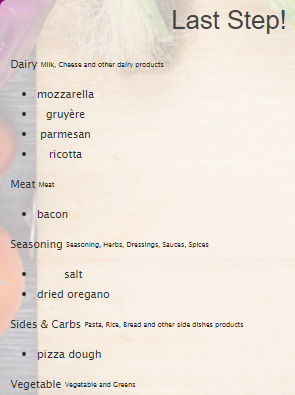 Last Step!
Dairy Milk, Cheese and other dairy products
mozzarella
gruyère
parmesan
ricotta
Meat Meat
bacon
Seasoning Seasoning, Herbs, Dressings, Sauces, Spices
salt
dried oregano
Sides & Carbs Pasta, Rice, Bread and other side dishes products
pizza dough
Vegetable Vegetable and Greens